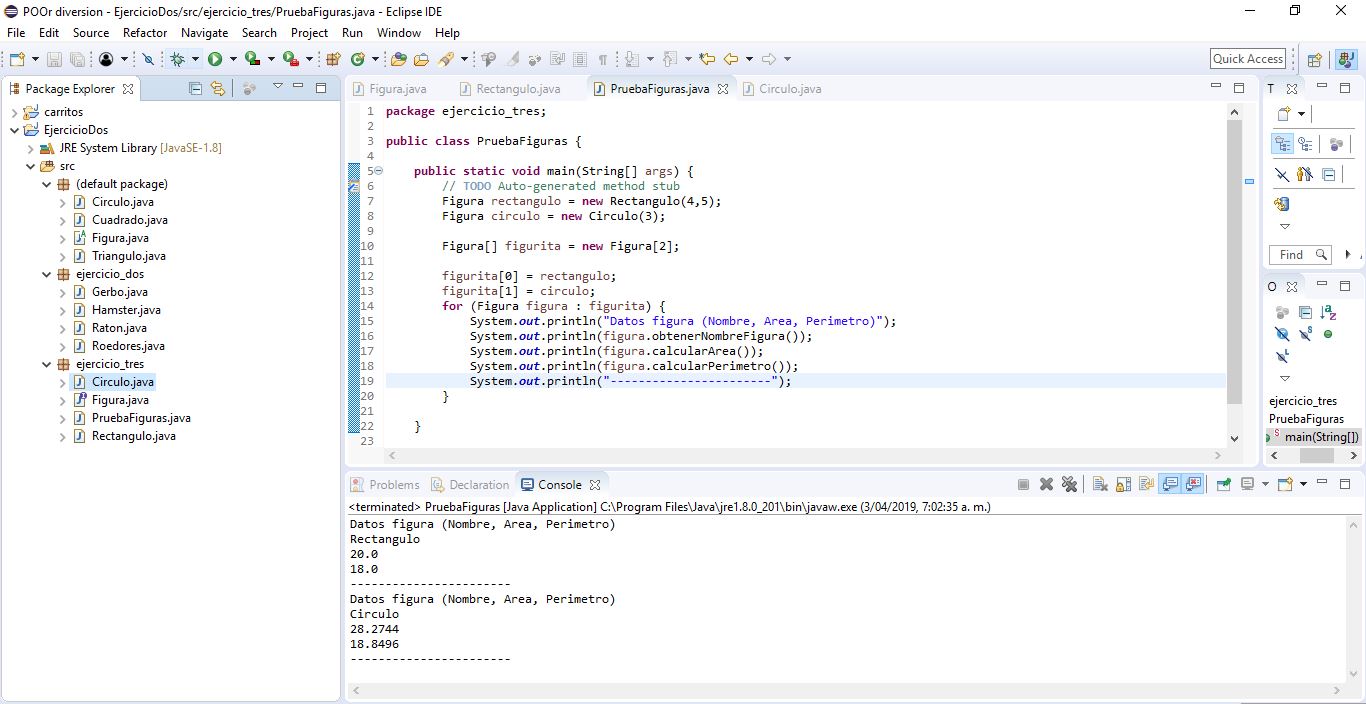 POOr diversion - EjercicioDos/src/ejercicio_tres/PruebaFiguras.java - Eclipse IDE
File Edit Source Refactor Navigate Search Project Run Window Help
Quick Access
Package Explorer
carritos
EjercicioDos
JRE System Library [JavaSE-1.8]
src
(default package)
Circulo.java
Cuadrado.java
Figura.java
Triangulo.java
ejercicio_dos
Gerbo.java
Hamster.java
Raton.java
Roedores.java
ejercicio_tres
Circulo.java
Figura.java
PruebaFiguras.java
Rectangulo.java
Figura.java Rectangulo.java PruebaFiguras.java Circulo.java
1 package ejercicio_tres;
2
3 public class PruebaFiguras {
4
5 public static void main(String[] args) {
6 // TODO Auto-generated method stub
7 Figura rectangulo = new Rectangulo(4,5);
8 Figura circulo = new Circulo(3);
9
10 Figura[] figurita = new Figura[2];
11
12 figurita[0] = rectangulo;
13 figurita[1] = circulo;
14 for (Figura figura : figurita) {
15 System.out.println("Datos figura (Nombre, Area, Perimetro)");
16 System.out.println(figura.obtenerNombreFigura());
17 System.out.println(figura.calcularArea());
18 System.out.println(figura.calcularPerimetro());
19 System.out.println("-----------------------");
20 }
21
22 }
23
T
Find
O
ejercicio_tres
PruebaFiguras
main(String[])
Problems Declaration Console
<terminated> PruebaFiguras [Java Application] C:\Program Files\Java\jre1.8.0_201\bin\javaw.exe (3/04/2019, 7:02:35 a. m.)
Datos figura (Nombre, Area, Perimetro)
Rectangulo
20.0
18.0
-----------------------
Datos figura (Nombre, Area, Perimetro)
Circulo
28.2744
18.8496
-----------------------